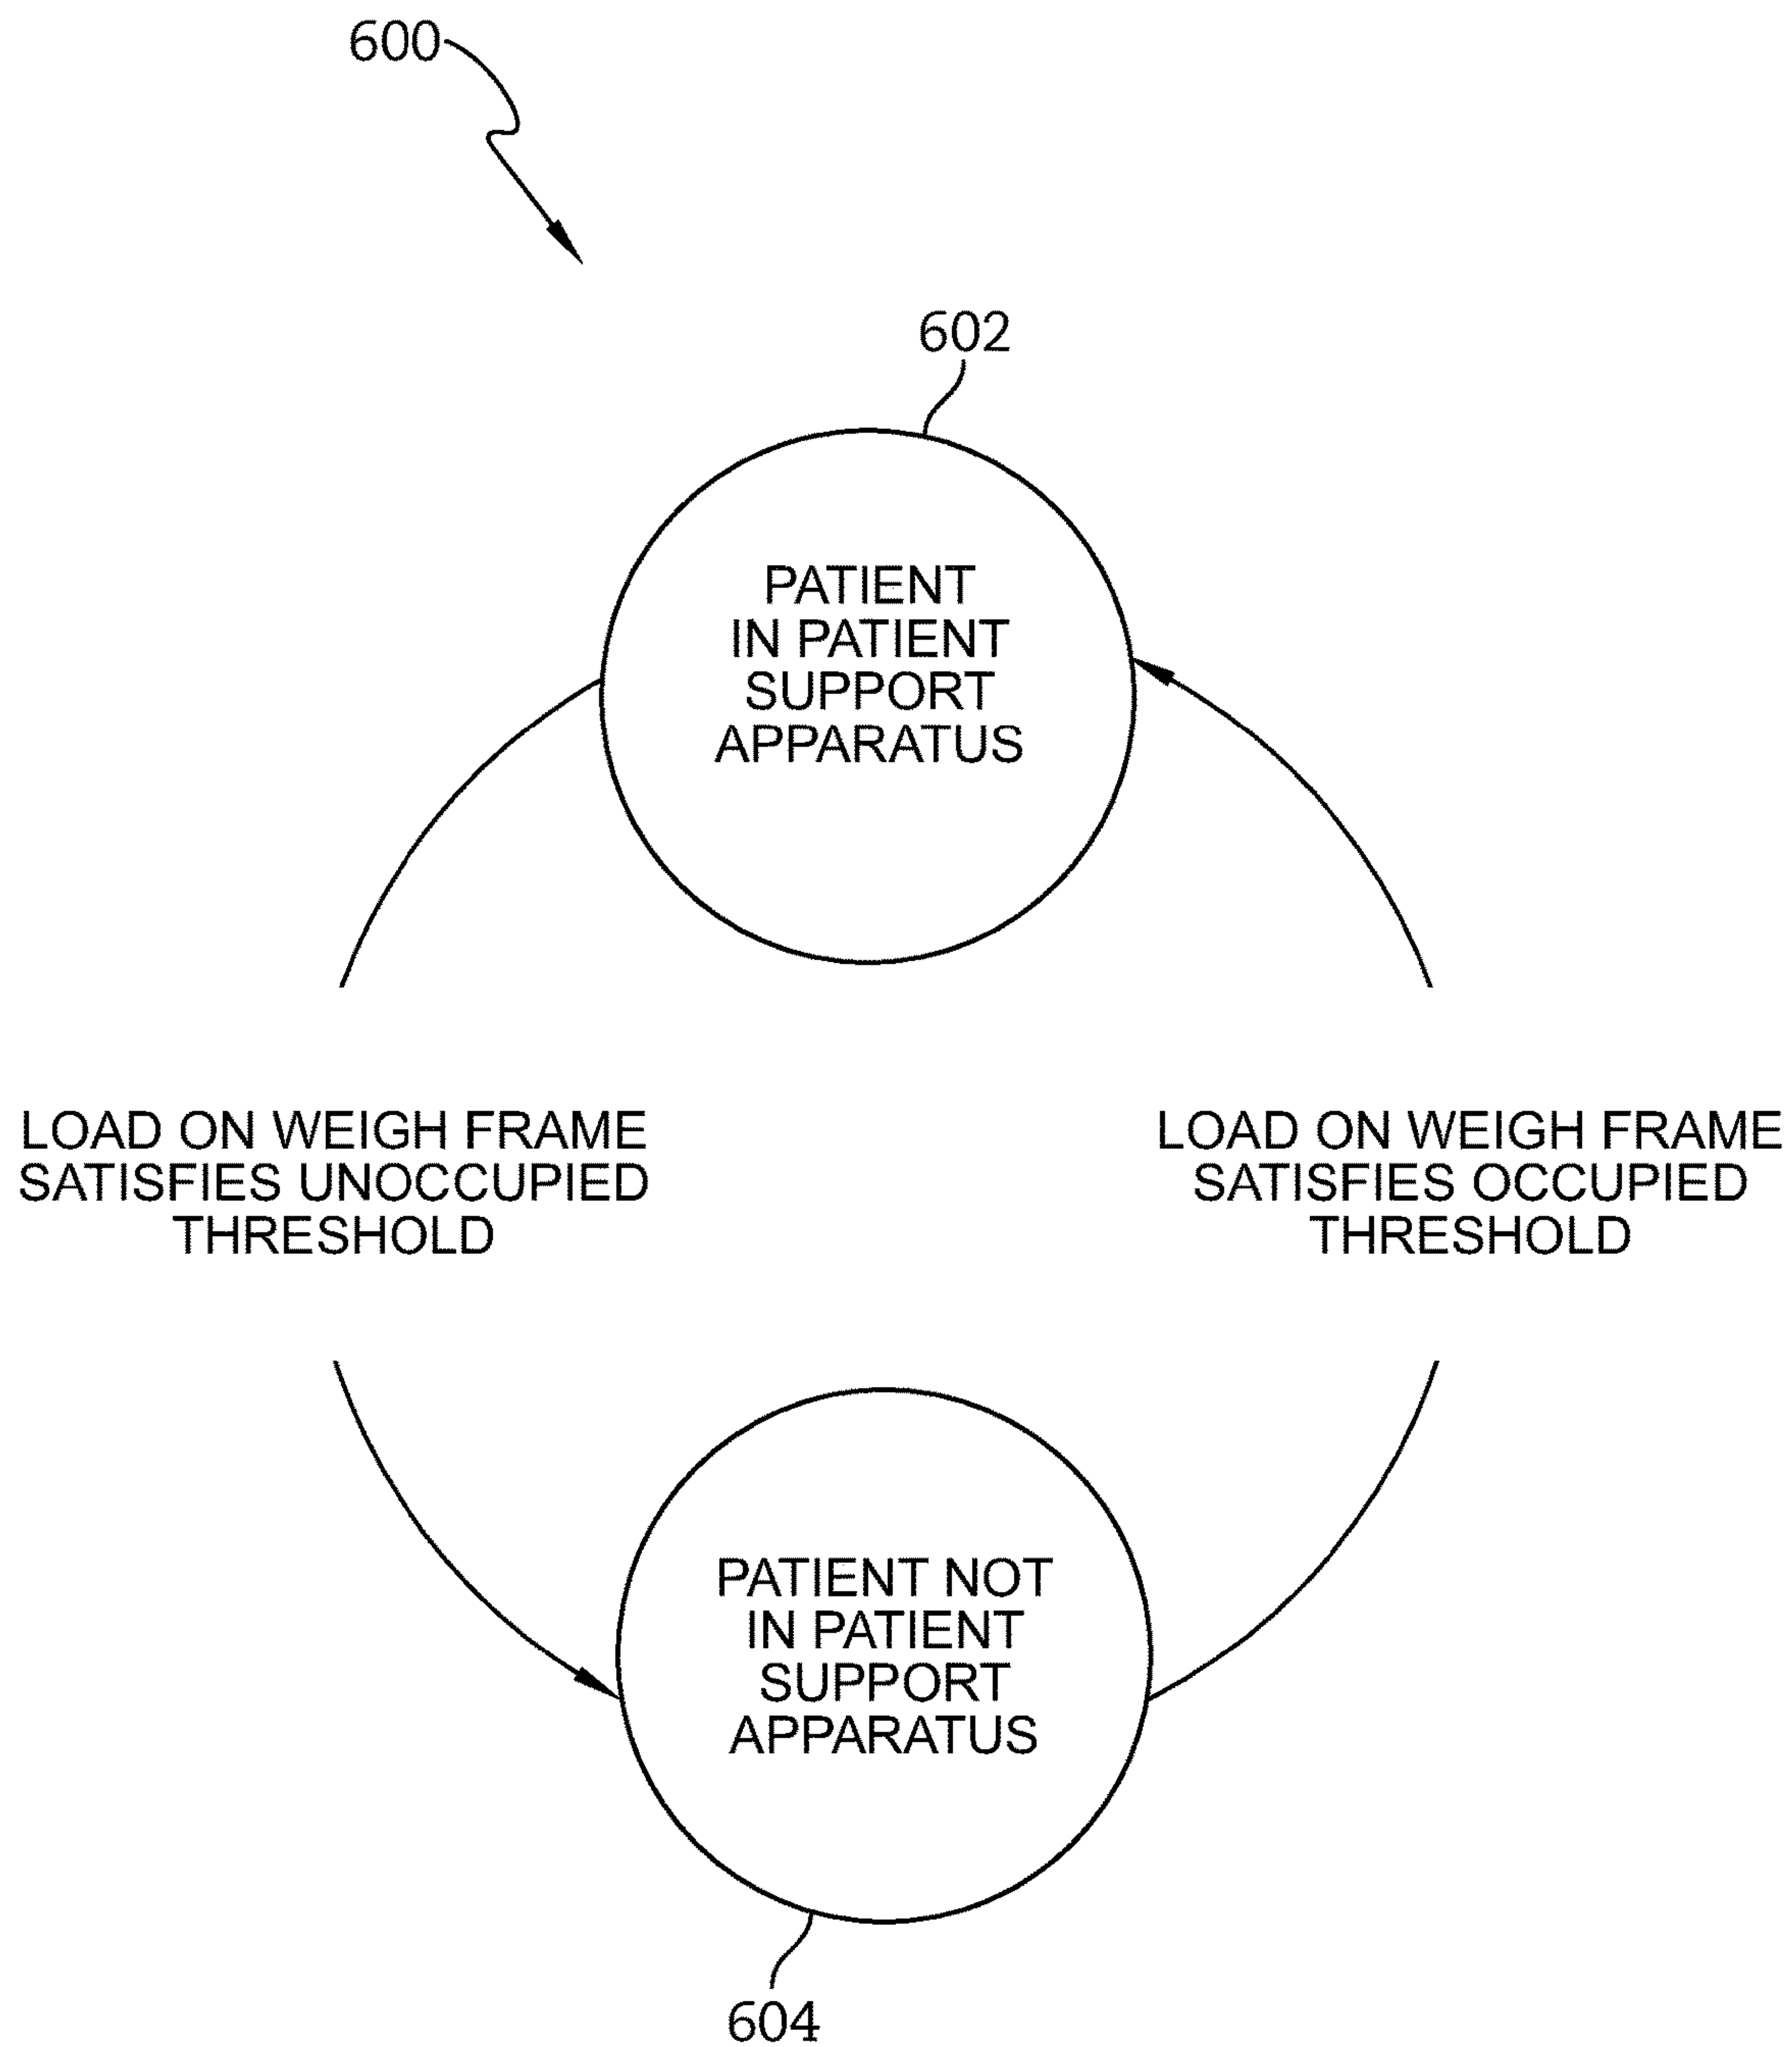 600
602
PATIENT
IN PATIENT
SUPPORT
APPARATUS
LOAD ON WEIGH FRAME
SATISFIES UNOCCUPIED
THRESHOLD
LOAD ON WEIGH FRAME
SATISFIES OCCUPIED
THRESHOLD
PATIENT NOT
IN PATIENT
SUPPORT
APPARATUS
604